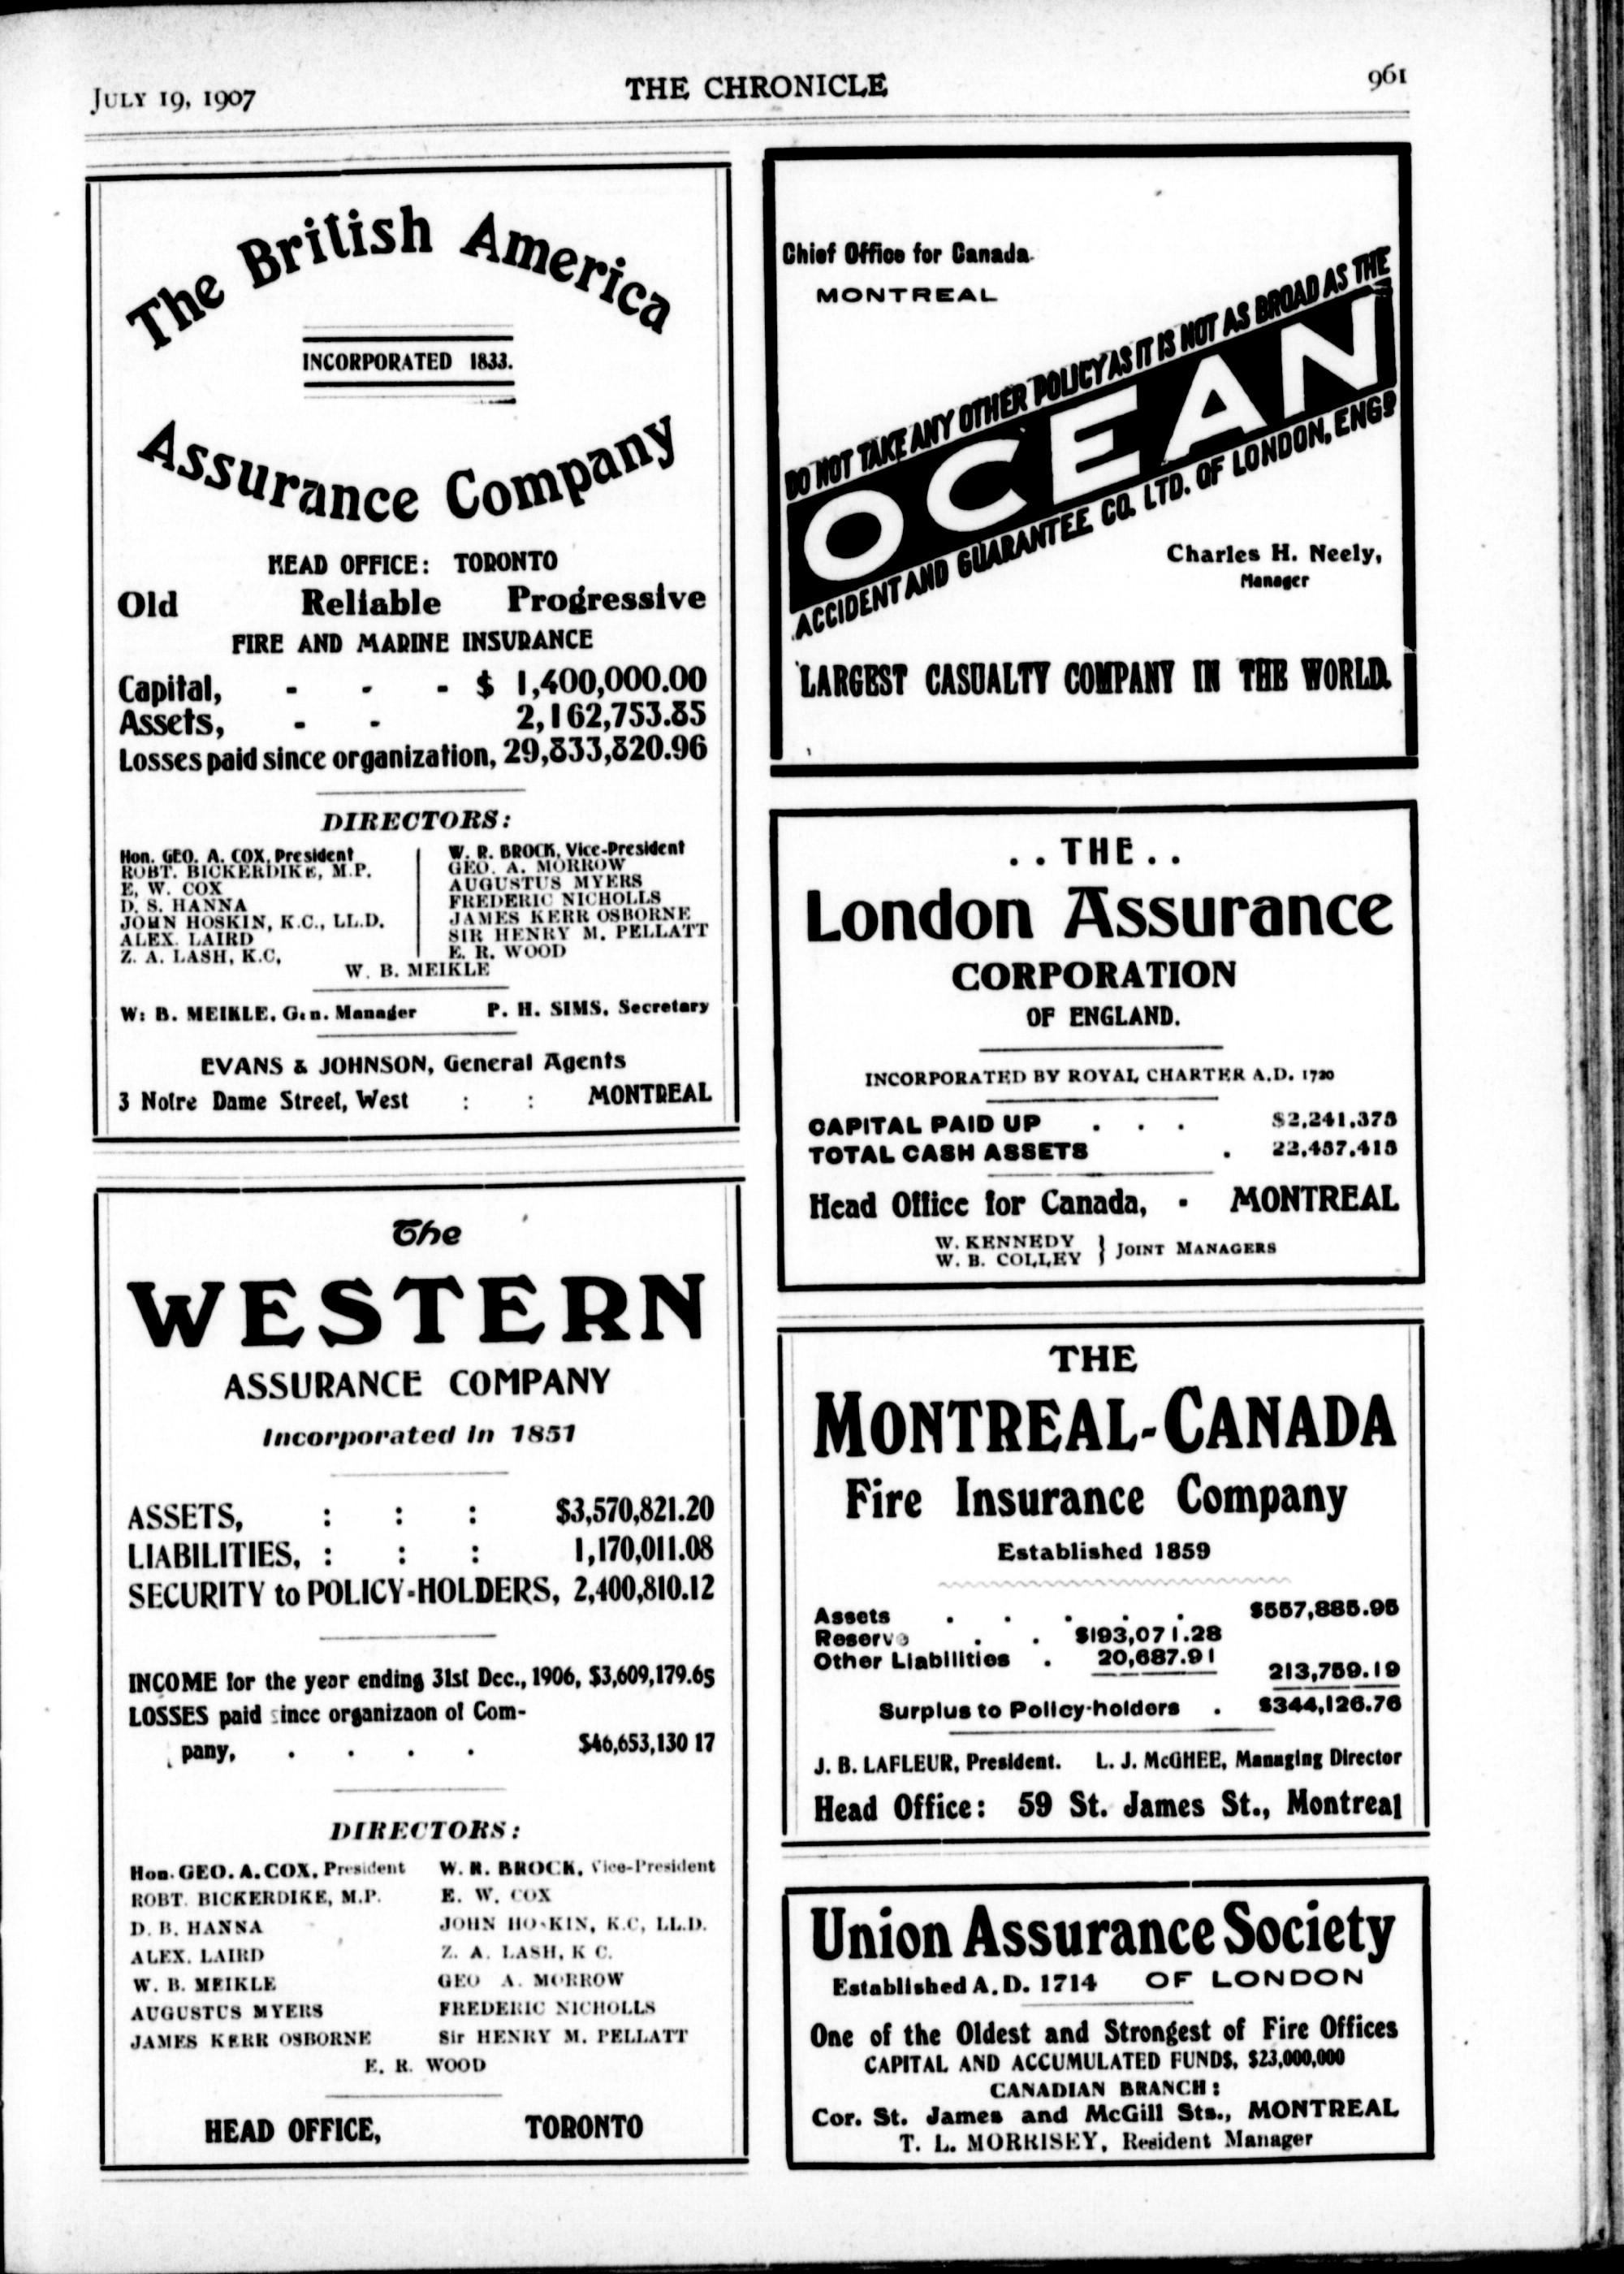 JULY 19, 1907 THE CHRONICLE 961
The British America
INCORPORATED 1833.
Assurance Company
HEAD OFFICE: TORONTO
Old Reliable Progressive
FIRE AND MARINE INSURANCE
Capital, - - - $ 1,400,000.00
Assets, - - 2,162,753.85
Losses paid since organization, 29,833,820.96
DIRECTORS:
Hon. GEO. A. COX, President
ROBT. BICKERDIKE, M.P.
E. W. COX
D. S. HANNA
JOHN HOSKIN, K.C., LL.D.
ALEX. LAIRD
Z. A. LASH, K.C,
W. R. BROCK, Vice-President
GEO. A. MORROW
AUGUSTUS MYERS
FREDERIC NICHOLLS
JAMES KERR OSBORNE
SIR HENRY M. PELLATT
E. R. WOOD
W. B. MEIKLE
W: B. MEIKLE, Gen. Manager P. H. SIMS, Secretary
EVANS & JOHNSON, General Agents
3 Notre Dame Street, West : : MONTREAL
The
WESTERN
ASSURANCE COMPANY
Incorporated in 1851
ASSETS, : : : $3,570,821.20
LIABILITIES, : : : 1,170,011.08
SECURITY to POLICY-HOLDERS, 2,400,810.12
INCOME for the year ending 31st Dec., 1906, $3,609,179.65
LOSSES paid since organizaon of Com-
pany, . . . . $46,653,130 17
DIRECTORS:
Hon. GEO. A. COX, President W. R. BROCK, Vice-President
ROBT. BICKERDIKE, M.P. E. W. COX
D. B. HANNA JOHN HOSKIN, K.C, LL.D.
ALEX. LAIRD Z. A. LASH, K C.
W. B. MEIKLE GEO A. MORROW
AUGUSTUS MYERS FREDERIC NICHOLLS
JAMES KERR OSBORNE Sir HENRY M. PELLATT
E. R. WOOD
HEAD OFFICE, TORONTO
Chief Office for Canada.
MONTREAL
DO NOT TAKE ANY OTHER POLICY AS IT IS NOT AS BROAD AS THE
OCEAN
ACCIDENT AND GUARANTEE CO. LTD. OF LONDON, ENGD
Charles H. Neely,
Manager
LARGEST CASUALTY COMPANY IN THE WORLD.
. . THE . .
London Assurance
CORPORATION
OF ENGLAND.
INCORPORATED BY ROYAL CHARTER A.D. 1720
CAPITAL PAID UP . . . $2,241,375
TOTAL CASH ASSETS . 22,457,415
Head Office for Canada, - MONTREAL
W. KENNEDY
W. B. COLLEY } JOINT MANAGERS
THE
MONTREAL-CANADA
Fire Insurance Company
Established 1859
Assets . . . . . $557,885.95
Reserve . . $193,071.28
Other Liabilities . 20,687.91
213,759.19
Surplus to Policy-holders . $344,126.76
J. B. LAFLEUR, President. L. J. McGHEE, Managing Director
Head Office: 59 St. James St., Montreal
Union Assurance Society
Established A. D. 1714 OF LONDON
One of the Oldest and Strongest of Fire Offices
CAPITAL AND ACCUMULATED FUNDS, $23,000,000
CANADIAN BRANCH:
Cor. St. James and McGill Sts., MONTREAL
T. L. MORRISEY, Resident Manager